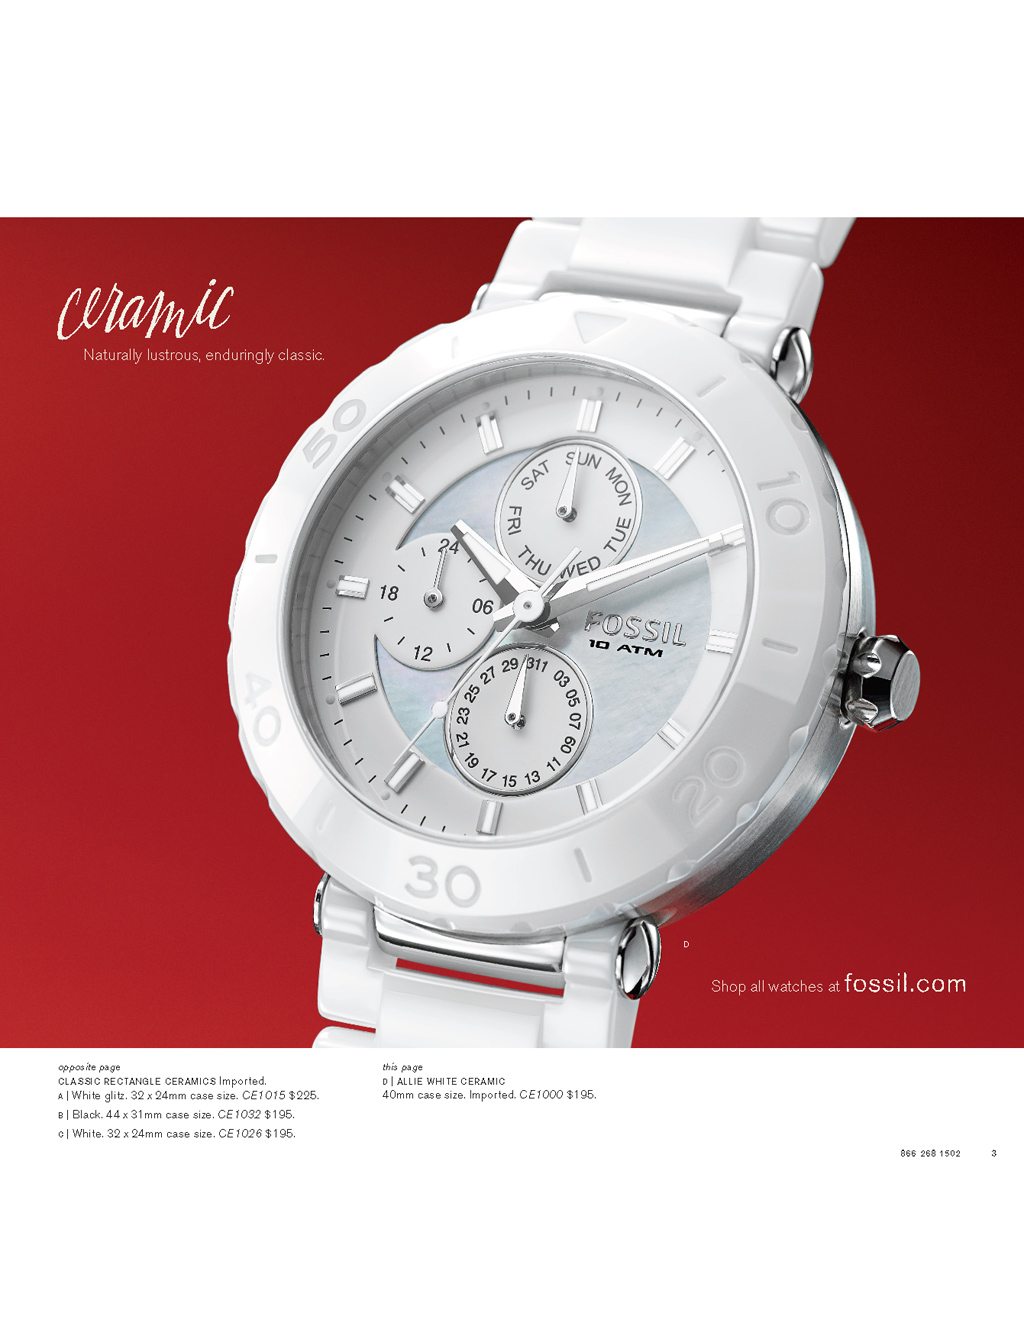 ceramic
Naturally lustrous, enduringly classic.
50
10
40
20
30
SAT SUN MON TUE WED THU FRI
24
18
06
12
FOSSIL
10 ATM
29 311 03 05 07 09 11 13 15 17 19 21 23 25 27
D
Shop all watches at fossil.com
opposite page
CLASSIC RECTANGLE CERAMICS Imported.
A | White glitz. 32 x 24mm case size. CE1015 $225.
B | Black. 44 x 31mm case size. CE1032 $195.
C | White. 32 x 24mm case size. CE1026 $195.
this page
D | ALLIE WHITE CERAMIC
40mm case size. Imported. CE1000 $195.
866 268 1502 3